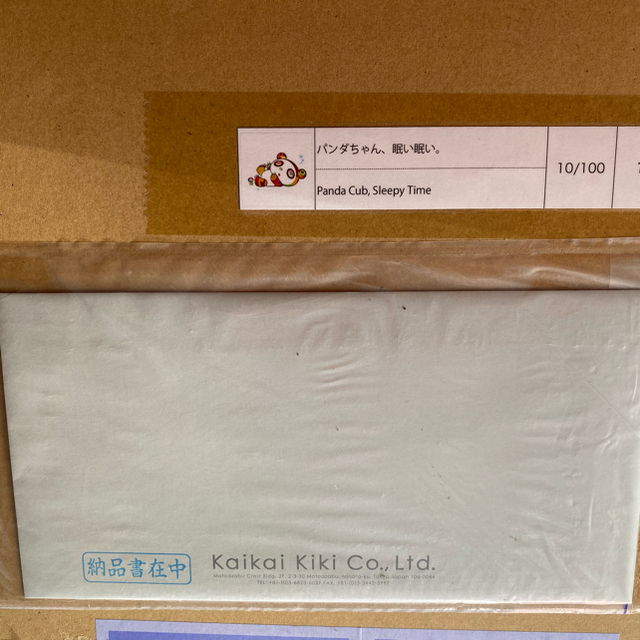 パンダちゃん、眠い眠い。
Panda Cub, Sleepy Time
10/100
納品書在中
Kaikai Kiki Co., Ltd.